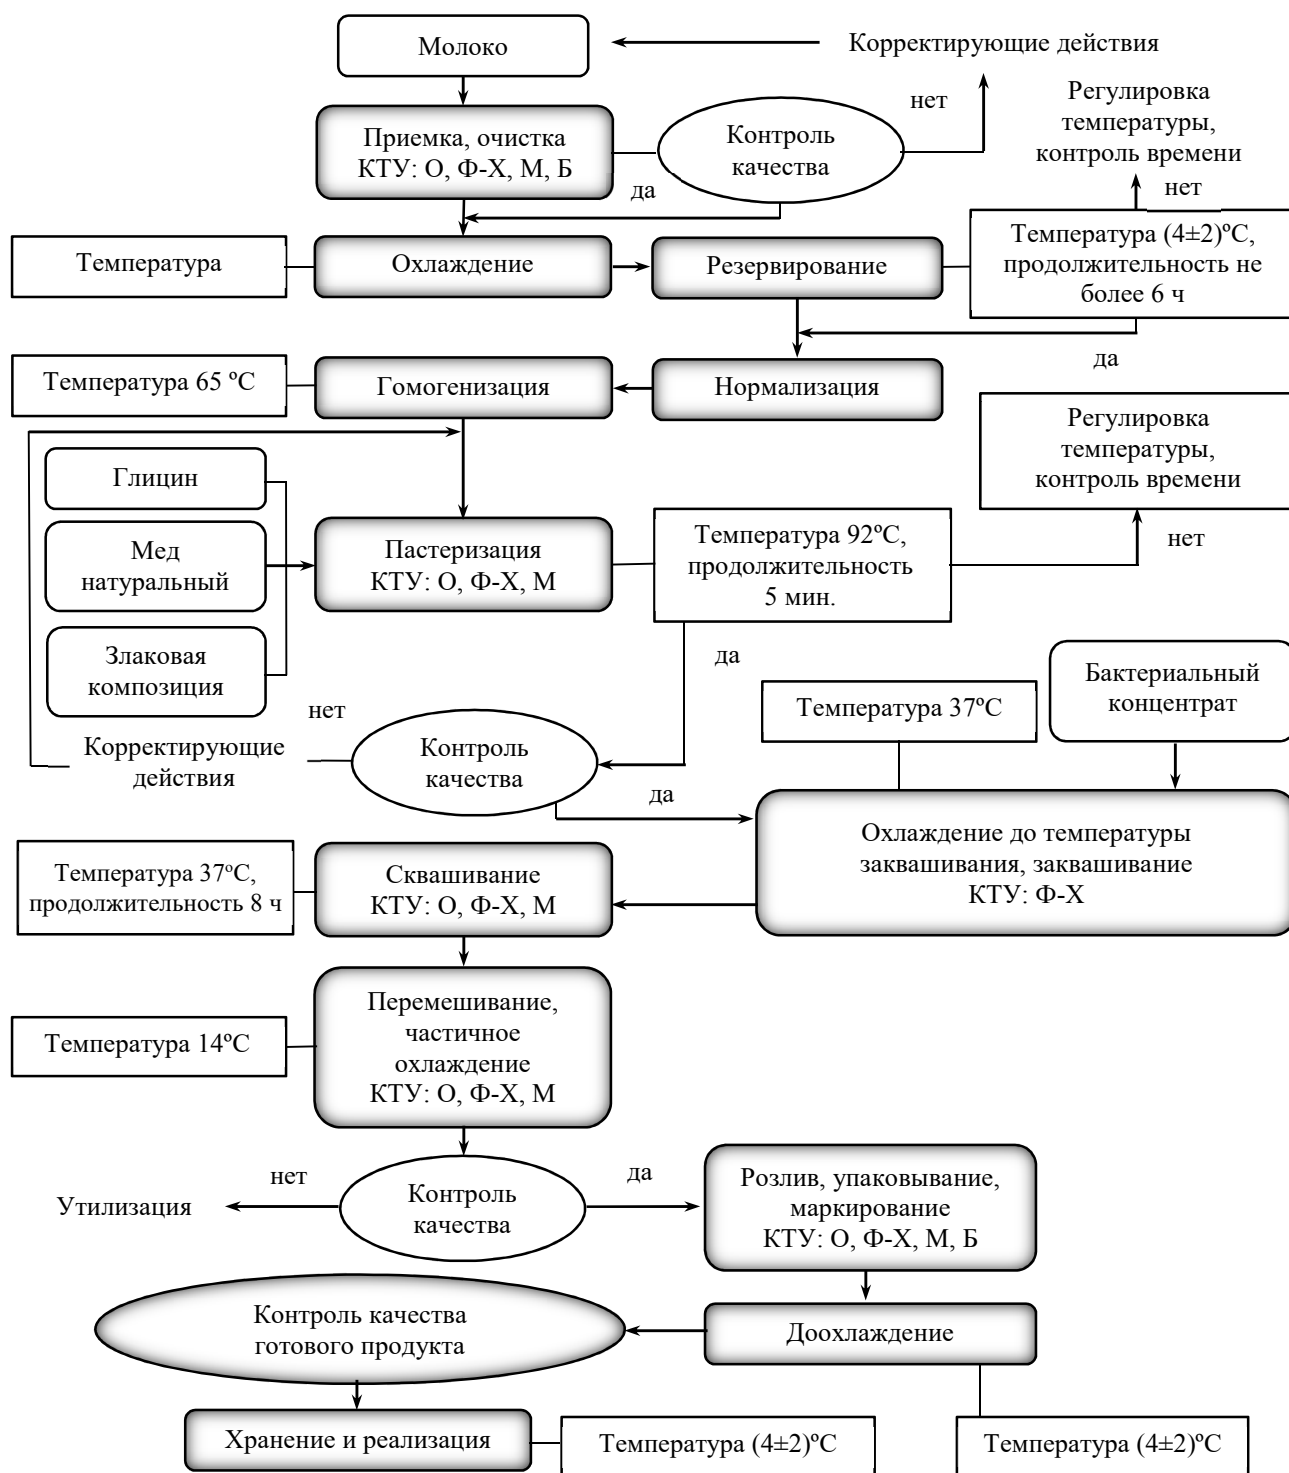 Молоко
Корректирующие действия
нет
Регулировка
температуры,
контроль времени
Приемка, очистка
КТУ: О, Ф-Х, М, Б
Контроль
качества
да
нет
Температура
Охлаждение
Резервирование
Температура (4±2)ºС,
продолжительность не
более 6 ч
да
Температура 65 ºС
Гомогенизация
Нормализация
Регулировка
температуры,
контроль времени
Глицин
Мед
натуральный
Злаковая
композиция
Пастеризация
КТУ: О, Ф-Х, М
Температура 92ºС,
продолжительность
5 мин.
нет
да
Температура 37ºС
Бактериальный
концентрат
нет
Корректирующие
действия
Контроль
качества
да
Охлаждение до температуры
заквашивания, заквашивание
КТУ: Ф-Х
Температура 37ºС,
продолжительность 8 ч
Сквашивание
КТУ: О, Ф-Х, М
Перемешивание,
частичное
охлаждение
КТУ: О, Ф-Х, М
Температура 14ºС
нет
Утилизация
Контроль
качества
да
Розлив, упаковывание,
маркирование
КТУ: О, Ф-Х, М, Б
Контроль качества
готового продукта
Доохлаждение
Хранение и реализация
Температура (4±2)ºС
Температура (4±2)ºС